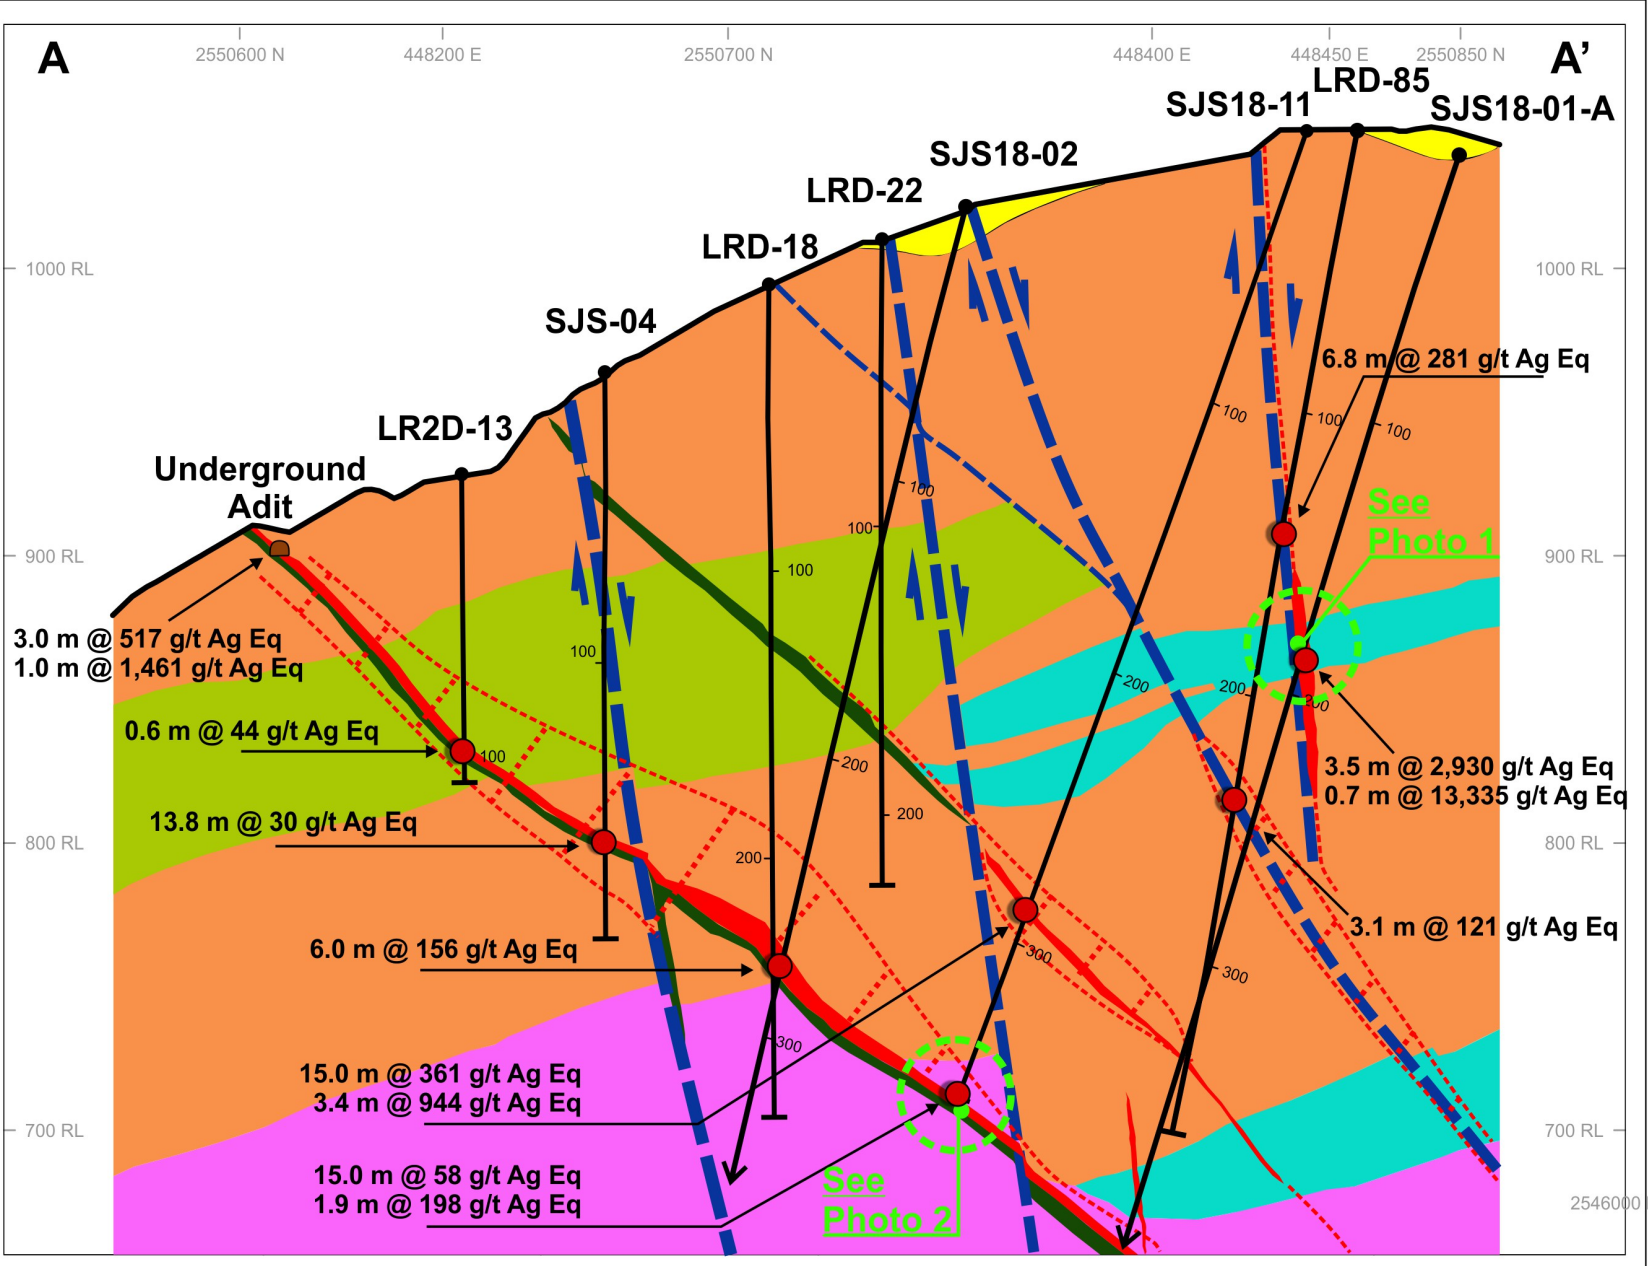 A
2550600 N
448200 E
2550700 N
448400 E
448450 E
2550850 N
A’
LRD-85
SJS18-11
SJS18-01-A
SJS18-02
LRD-22
LRD-18
1000 RL
1000 RL
SJS-04
6.8 m @ 281 g/t Ag Eq
100
100
100
LR2D-13
Underground
Adit
100
See
Photo 1
100
900 RL
900 RL
100
100
3.0 m @ 517 g/t Ag Eq
1.0 m @ 1,461 g/t Ag Eq
200
200
200
0.6 m @ 44 g/t Ag Eq
100
200
3.5 m @ 2,930 g/t Ag Eq
0.7 m @ 13,335 g/t Ag Eq
13.8 m @ 30 g/t Ag Eq
200
800 RL
800 RL
200
3.1 m @ 121 g/t Ag Eq
6.0 m @ 156 g/t Ag Eq
300
300
300
15.0 m @ 361 g/t Ag Eq
3.4 m @ 944 g/t Ag Eq
700 RL
700 RL
15.0 m @ 58 g/t Ag Eq
1.9 m @ 198 g/t Ag Eq
See
Photo 2
2546000